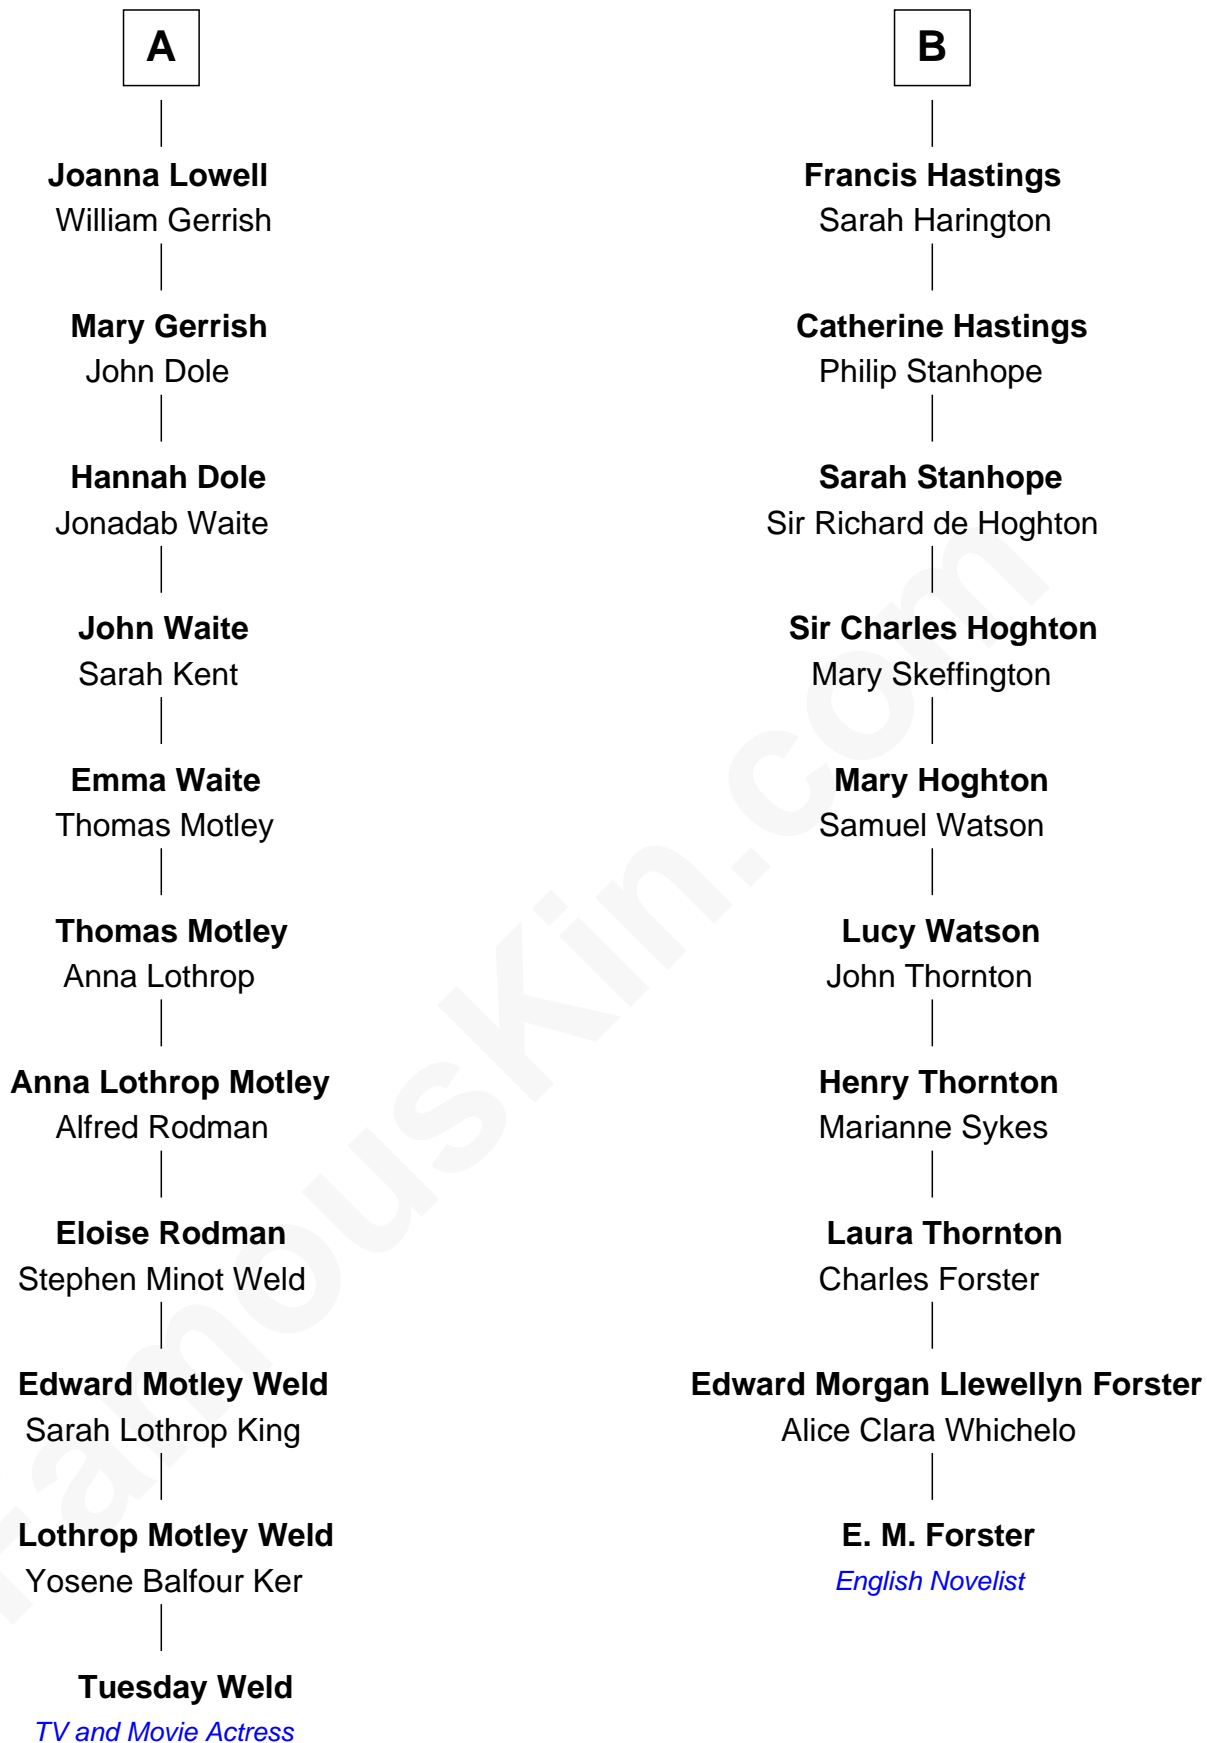 A
Joanna Lowell
William Gerrish
Mary Gerrish
John Dole
Hannah Dole
Jonadab Waite
John Waite
Sarah Kent
Emma Waite
Thomas Motley
Thomas Motley
Anna Lothrop
Anna Lothrop Motley
Alfred Rodman
Eloise Rodman
Stephen Minot Weld
Edward Motley Weld
Sarah Lothrop King
Lothrop Motley Weld
Yosene Balfour Ker
Tuesday Weld
TV and Movie Actress
B
Francis Hastings
Sarah Harington
Catherine Hastings
Philip Stanhope
Sarah Stanhope
Sir Richard de Hoghton
Sir Charles Hoghton
Mary Skeffington
Mary Hoghton
Samuel Watson
Lucy Watson
John Thornton
Henry Thornton
Marianne Sykes
Laura Thornton
Charles Forster
Edward Morgan Llewellyn Forster
Alice Clara Whichelo
E. M. Forster
English Novelist
FamousKin.com